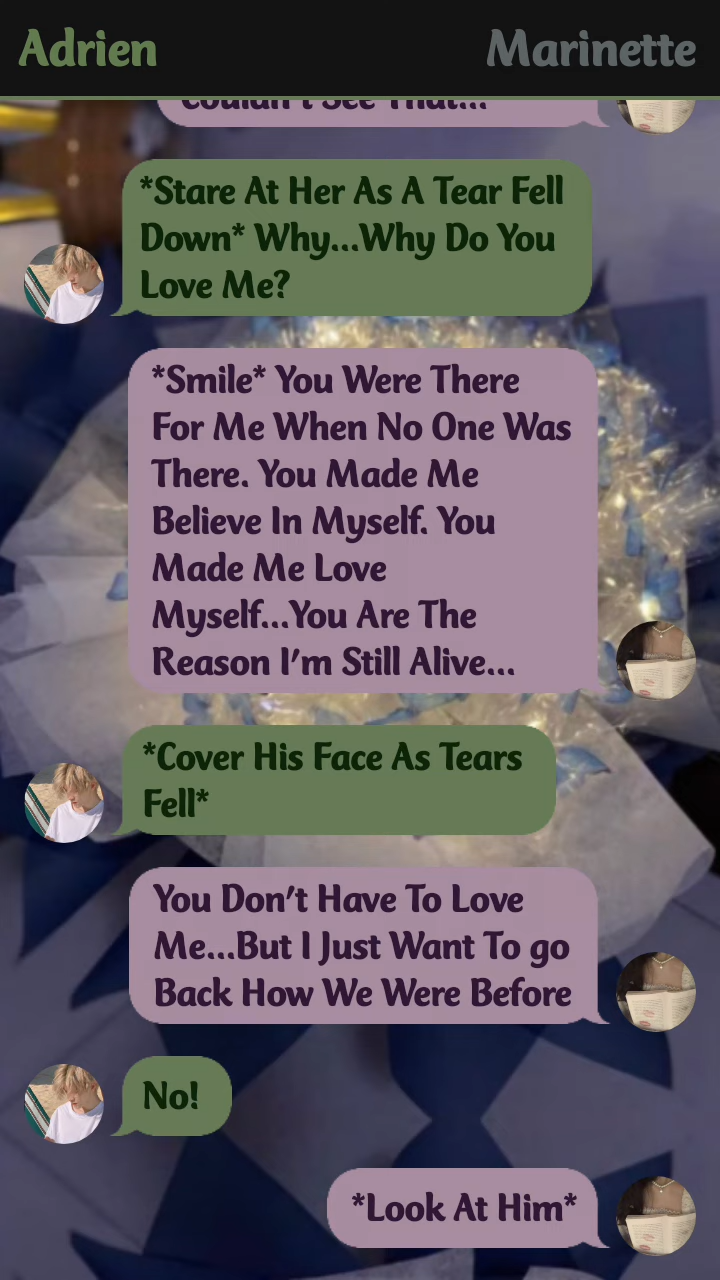 Adrien
Marinette
Couldn't See That...
*Stare At Her As A Tear Fell
Down* Why...Why Do You
Love Me?
*Smile* You Were There
For Me When No One Was
There. You Made Me
Believe In Myself. You
Made Me Love
Myself...You Are The
Reason I'm Still Alive...
*Cover His Face As Tears
Fell*
You Don't Have To Love
Me...But I Just Want To go
Back How We Were Before
No!
*Look At Him*